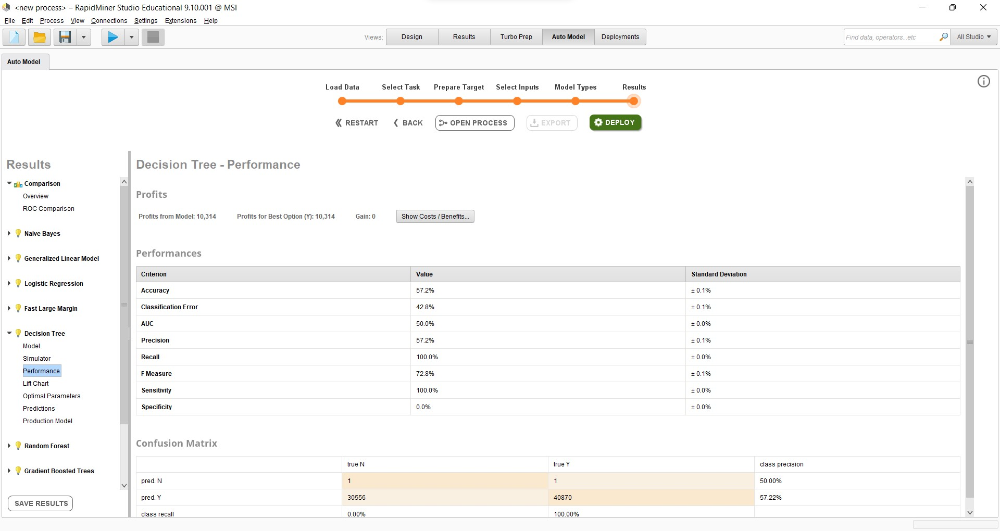 <new process> – RapidMiner Studio Educational 9.10.001 @ MSI
File Edit Process View Connections Settings Extensions Help
Views: Design Results Turbo Prep Auto Model Deployments
Find data, operators...etc All Studio
Auto Model
Load Data Select Task Prepare Target Select Inputs Model Types Results
RESTART BACK OPEN PROCESS EXPORT DEPLOY
Results
Comparison
Overview
ROC Comparison
Naive Bayes
Generalized Linear Model
Logistic Regression
Fast Large Margin
Decision Tree
Model
Simulator
Performance
Lift Chart
Optimal Parameters
Predictions
Production Model
Random Forest
Gradient Boosted Trees
SAVE RESULTS
Decision Tree - Performance
Profits
Profits from Model: 10,314 Profits for Best Option (Y): 10,314 Gain: 0 Show Costs / Benefits...
Performances
Criterion Value Standard Deviation
Accuracy 57.2% ± 0.1%
Classification Error 42.8% ± 0.1%
AUC 50.0% ± 0.0%
Precision 57.2% ± 0.1%
Recall 100.0% ± 0.0%
F Measure 72.8% ± 0.1%
Sensitivity 100.0% ± 0.0%
Specificity 0.0% ± 0.0%
Confusion Matrix
true N true Y class precision
pred. N 1 1 50.00%
pred. Y 30556 40870 57.22%
class recall 0.00% 100.00%